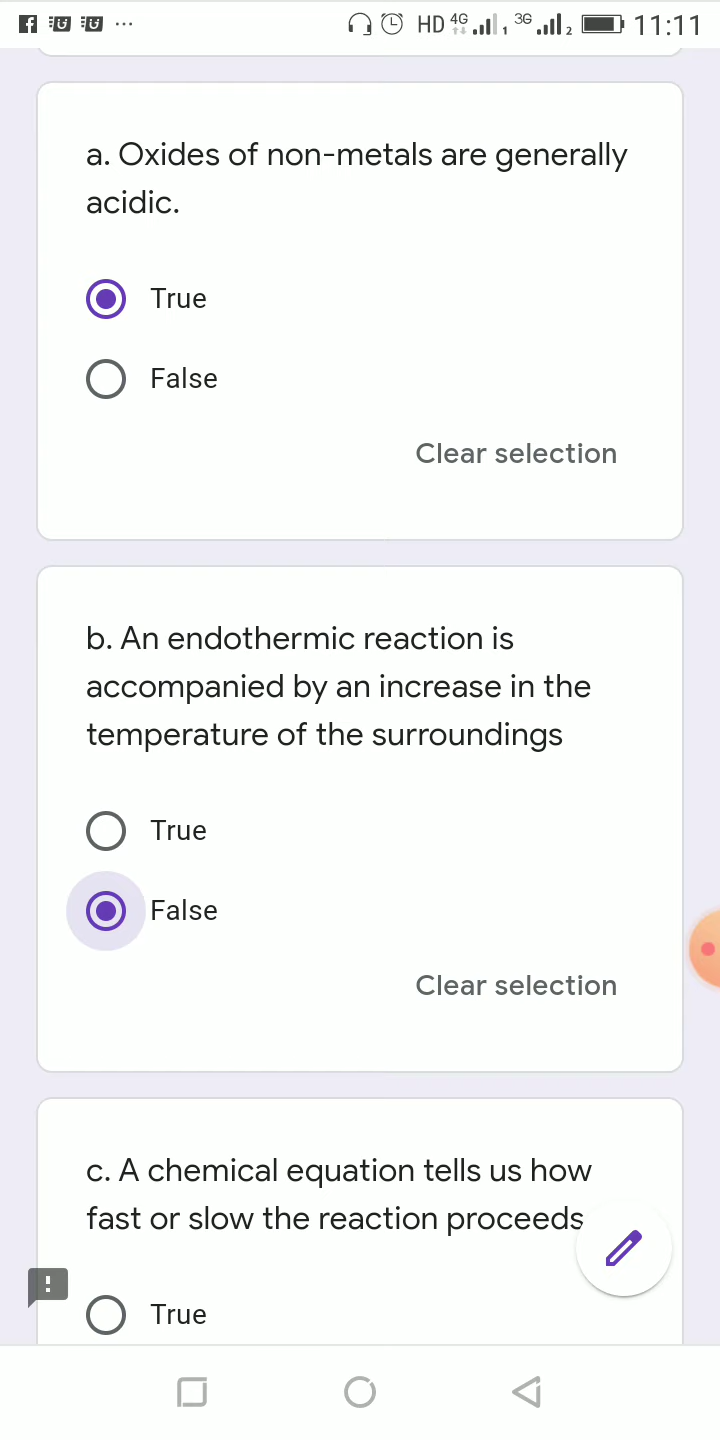 HD 4G 1 3G 2 11:11
a. Oxides of non-metals are generally
acidic.
True
False
Clear selection
b. An endothermic reaction is
accompanied by an increase in the
temperature of the surroundings
True
False
Clear selection
c. A chemical equation tells us how
fast or slow the reaction proceeds
True